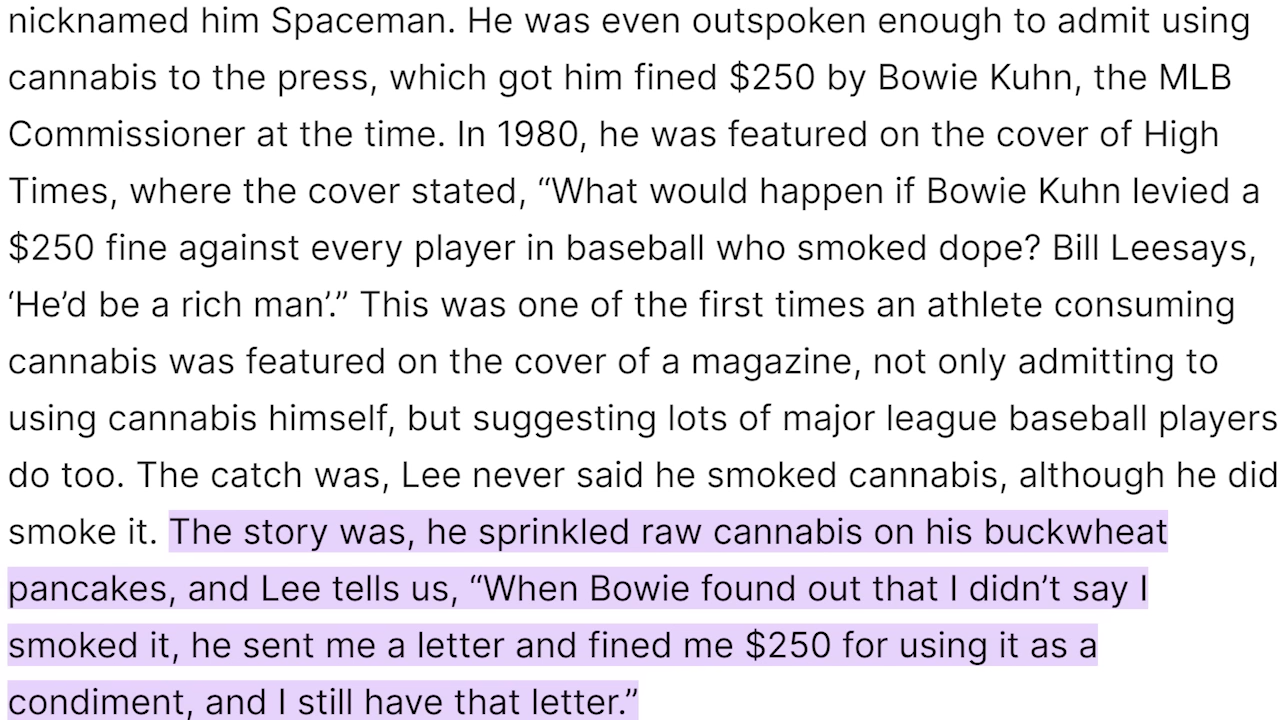 nicknamed him Spaceman. He was even outspoken enough to admit using
cannabis to the press, which got him fined $250 by Bowie Kuhn, the MLB
Commissioner at the time. In 1980, he was featured on the cover of High
Times, where the cover stated, “What would happen if Bowie Kuhn levied a
$250 fine against every player in baseball who smoked dope? Bill Leesays,
‘He’d be a rich man’.” This was one of the first times an athlete consuming
cannabis was featured on the cover of a magazine, not only admitting to
using cannabis himself, but suggesting lots of major league baseball players
do too. The catch was, Lee never said he smoked cannabis, although he did
smoke it. The story was, he sprinkled raw cannabis on his buckwheat
pancakes, and Lee tells us, “When Bowie found out that I didn’t say I
smoked it, he sent me a letter and fined me $250 for using it as a
condiment, and I still have that letter.”